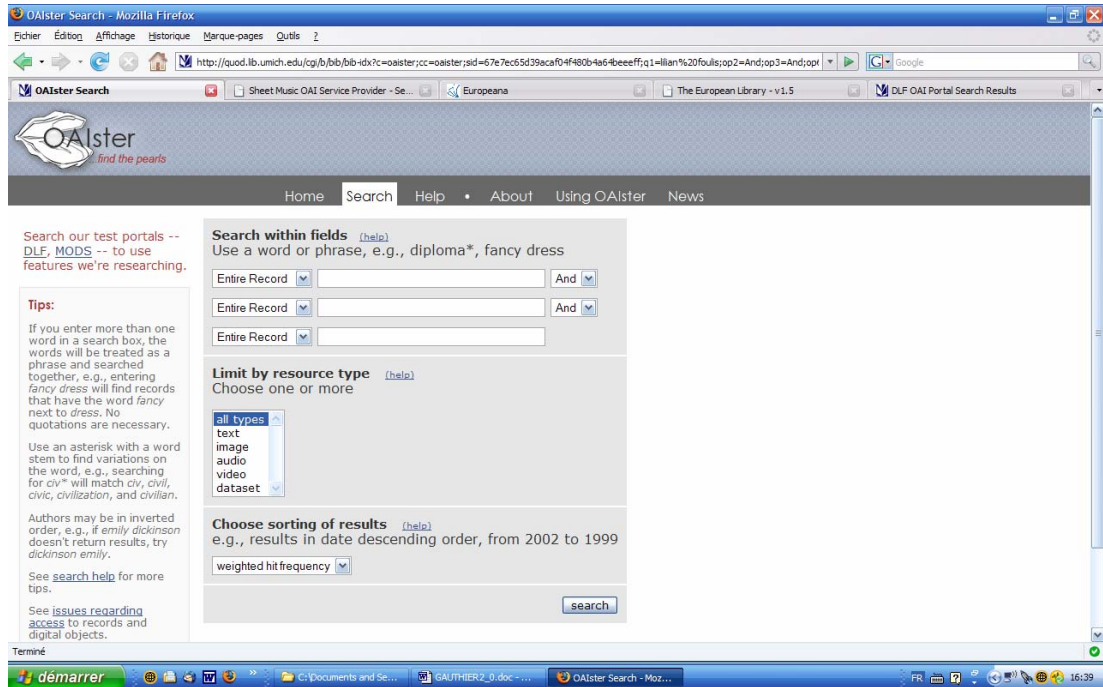 OAIster Search - Mozilla Firefox
Fichier Édition Affichage Historique Marque-pages Outils ?
http://quod.lib.umich.edu/cgi/b/bib/bib-idx?c=oaister;cc=oaister;sid=67e7ec65d39acaf04f480b4a64beeeff;q1=lilian%20foulis;op2=And;op3=And;op
G Google
OAIster Search
Sheet Music OAI Service Provider - Se...
Europeana
The European Library - v1.5
DLF OAI Portal Search Results
OAIster
...find the pearls
Home Search Help • About Using OAIster News
Search our test portals --
DLF, MODS -- to use
features we're researching.
Tips:
If you enter more than one
word in a search box, the
words will be treated as a
phrase and searched
together, e.g., entering
fancy dress will find records
that have the word fancy
next to dress. No
quotations are necessary.
Use an asterisk with a word
stem to find variations on
the word, e.g., searching
for civ* will match civ, civil,
civic, civilization, and civilian.
Authors may be in inverted
order, e.g., if emily dickinson
doesn't return results, try
dickinson emily.
See search help for more
tips.
See issues regarding
access to records and
digital objects.
Search within fields (help)
Use a word or phrase, e.g., diploma*, fancy dress
Entire Record And
Entire Record And
Entire Record
Limit by resource type (help)
Choose one or more
all types
text
image
audio
video
dataset
Choose sorting of results (help)
e.g., results in date descending order, from 2002 to 1999
weighted hit frequency
search
Terminé
démarrer
C:\Documents and Se...
GAUTHIER2_0.doc - ...
OAIster Search - Moz...
FR
16:39